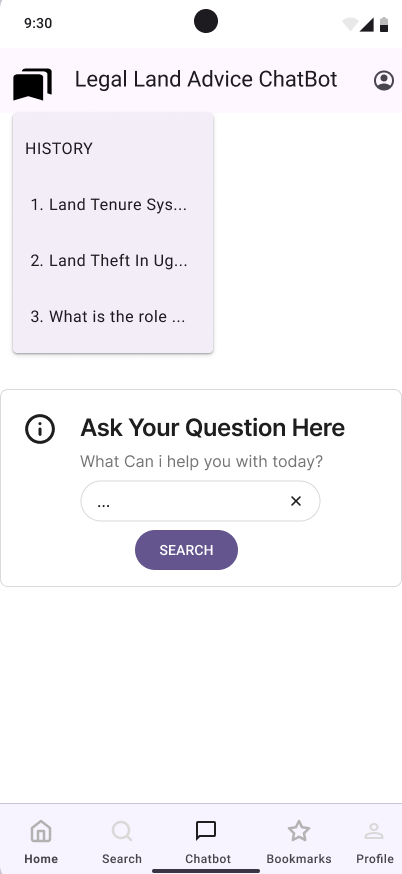 9:30
Legal Land Advice ChatBot
HISTORY
1. Land Tenure Sys...
2. Land Theft In Ug...
3. What is the role ...
Ask Your Question Here
What Can i help you with today?
...
SEARCH
Home Search Chatbot Bookmarks Profile